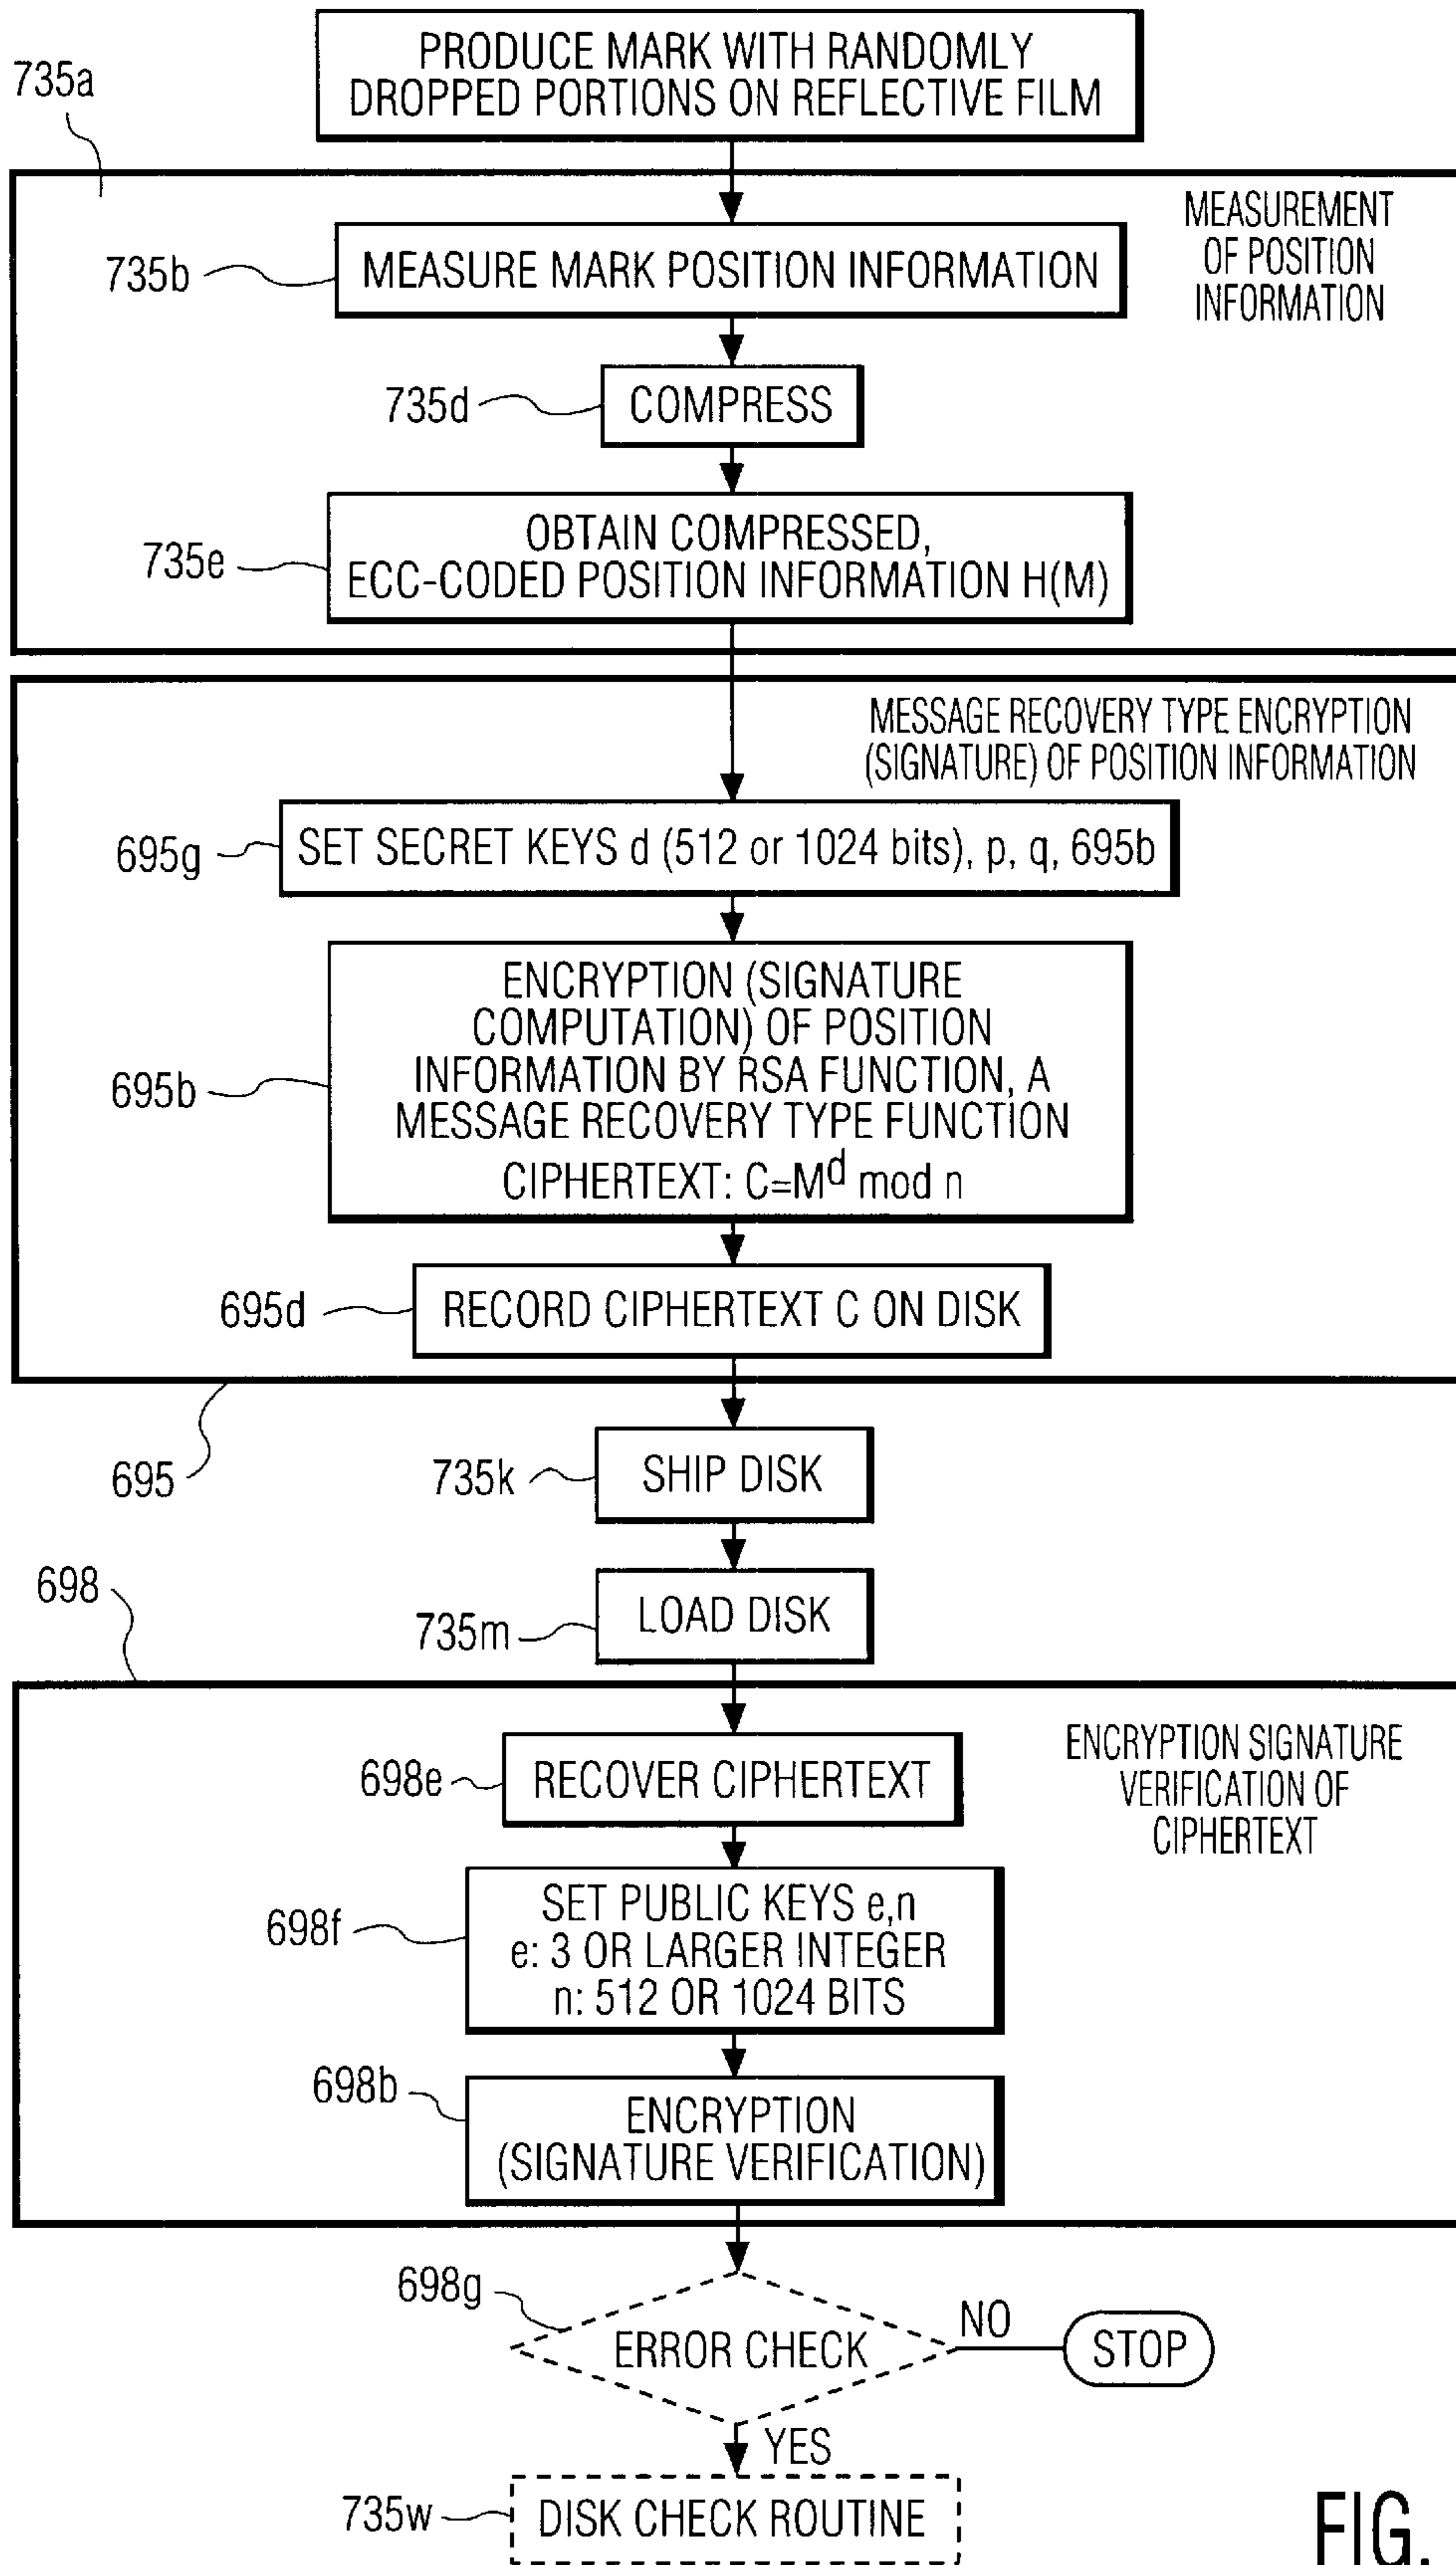 PRODUCE MARK WITH RANDOMLY
DROPPED PORTIONS ON REFLECTIVE FILM
735a
MEASUREMENT
OF POSITION
INFORMATION
735b
MEASURE MARK POSITION INFORMATION
735d
COMPRESS
735e
OBTAIN COMPRESSED,
ECC-CODED POSITION INFORMATION H(M)
MESSAGE RECOVERY TYPE ENCRYPTION
(SIGNATURE) OF POSITION INFORMATION
695g
SET SECRET KEYS d (512 or 1024 bits), p, q, 695b
695b
ENCRYPTION (SIGNATURE
COMPUTATION) OF POSITION
INFORMATION BY RSA FUNCTION, A
MESSAGE RECOVERY TYPE FUNCTION
CIPHERTEXT: C=M^d mod n
695d
RECORD CIPHERTEXT C ON DISK
695
735k
SHIP DISK
698
735m
LOAD DISK
ENCRYPTION SIGNATURE
VERIFICATION OF
CIPHERTEXT
698e
RECOVER CIPHERTEXT
698f
SET PUBLIC KEYS e,n
e: 3 OR LARGER INTEGER
n: 512 OR 1024 BITS
698b
ENCRYPTION
(SIGNATURE VERIFICATION)
698g
ERROR CHECK
NO
STOP
YES
735w
DISK CHECK ROUTINE
FIG.